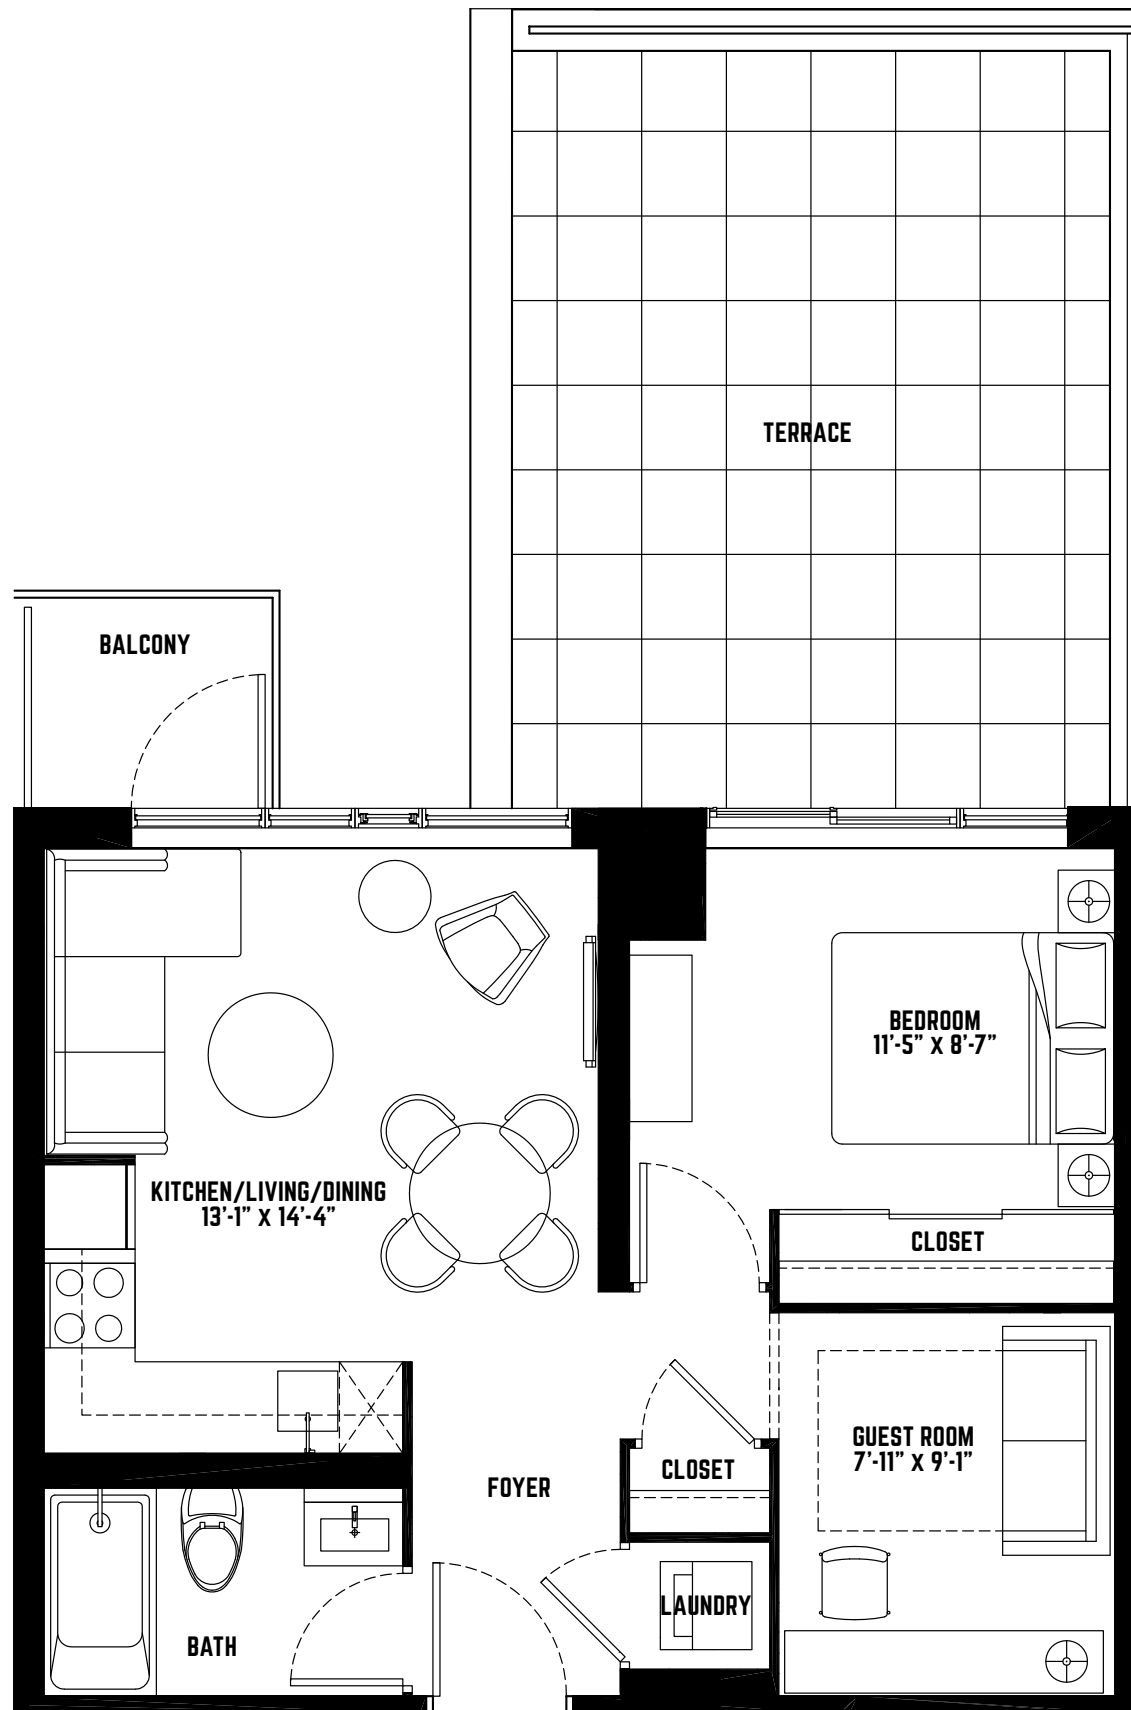 TERRACE
BALCONY
BEDROOM
11'-5" X 8'-7"
KITCHEN/LIVING/DINING
13'-1" X 14'-4"
CLOSET
GUEST ROOM
7'-11" X 9'-1"
CLOSET
FOYER
LAUNDRY
BATH